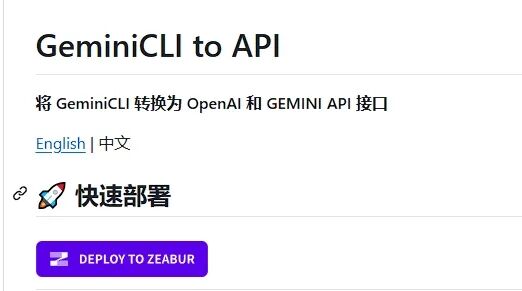 GeminiCLI to API
将 GeminiCLI 转换为 OpenAI 和 GEMINI API 接口
English | 中文
🚀 快速部署
DEPLOY TO ZEABUR